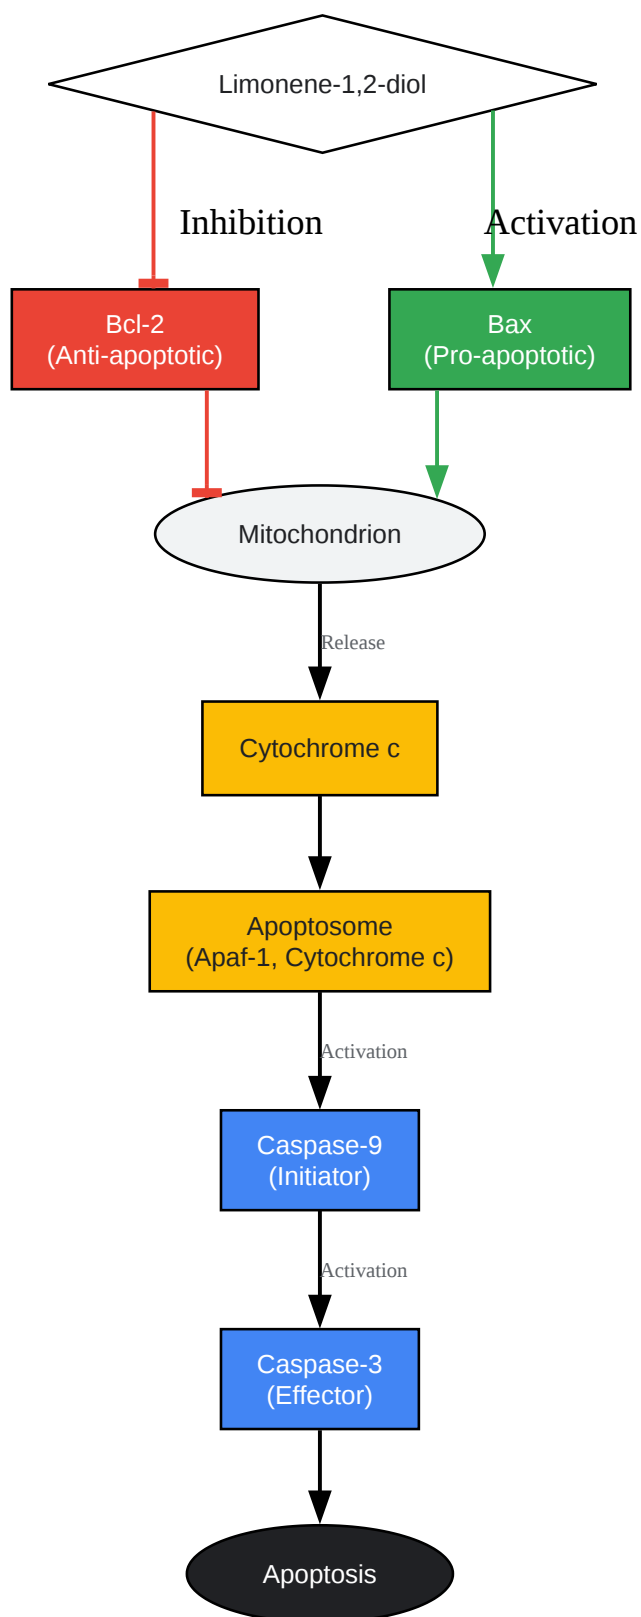 Limonene-1,2-diol
Inhibition
Activation
Bcl-2
(Anti-apoptotic)
Bax
(Pro-apoptotic)
Mitochondrion
Release
Cytochrome c
Apoptosome
(Apaf-1, Cytochrome c)
Activation
Caspase-9
(Initiator)
Activation
Caspase-3
(Effector)
Apoptosis